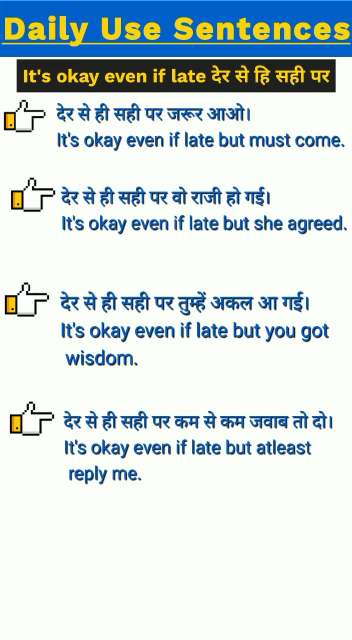 Daily Use Sentences
It's okay even if late देर से हि सही पर
देर से ही सही पर जरूर आओ।
It's okay even if late but must come.
देर से ही सही पर वो राजी हो गई।
It's okay even if late but she agreed.
देर से ही सही पर तुम्हें अकल आ गई।
It's okay even if late but you got
wisdom.
देर से ही सही पर कम से कम जवाब तो दो।
It's okay even if late but atleast
reply me.